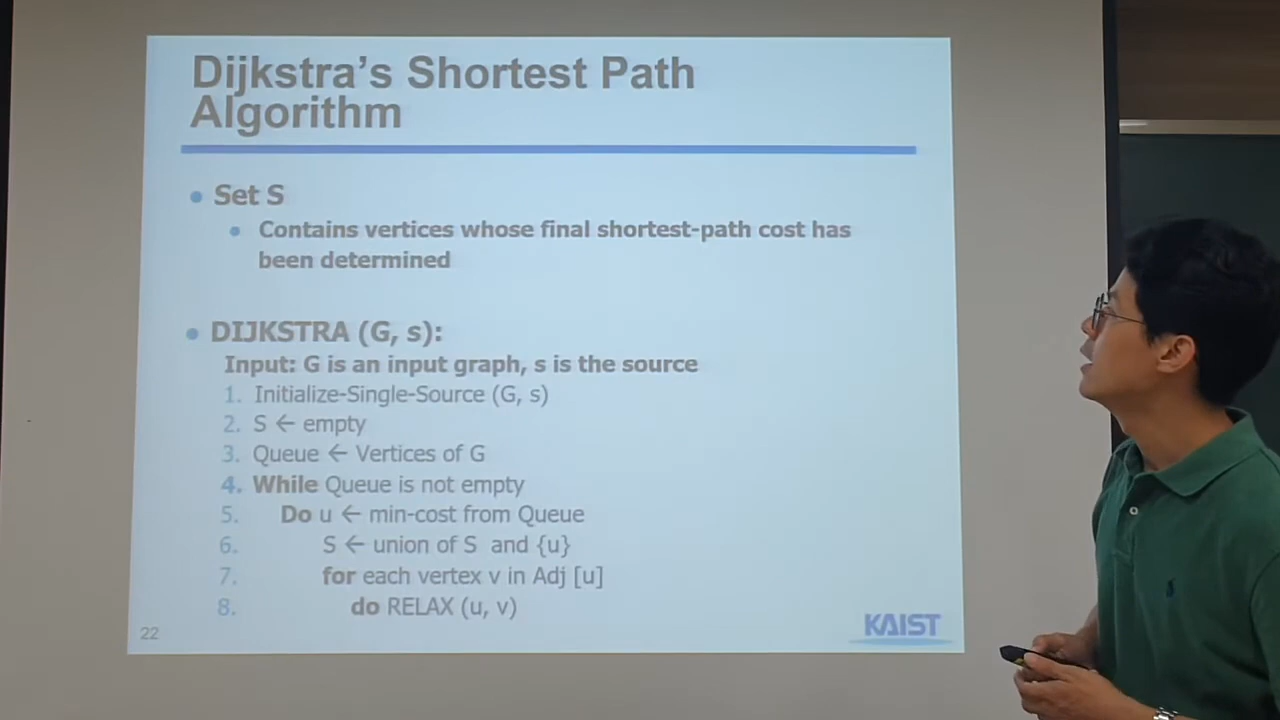 Dijkstra's Shortest Path
Algorithm
• Set S
• Contains vertices whose final shortest-path cost has
been determined
• DIJKSTRA (G, s):
Input: G is an input graph, s is the source
1. Initialize-Single-Source (G, s)
2. S ← empty
3. Queue ← Vertices of G
4. While Queue is not empty
5. Do u ← min-cost from Queue
6. S ← union of S and {u}
7. for each vertex v in Adj [u]
8. do RELAX (u, v)
22
KAIST